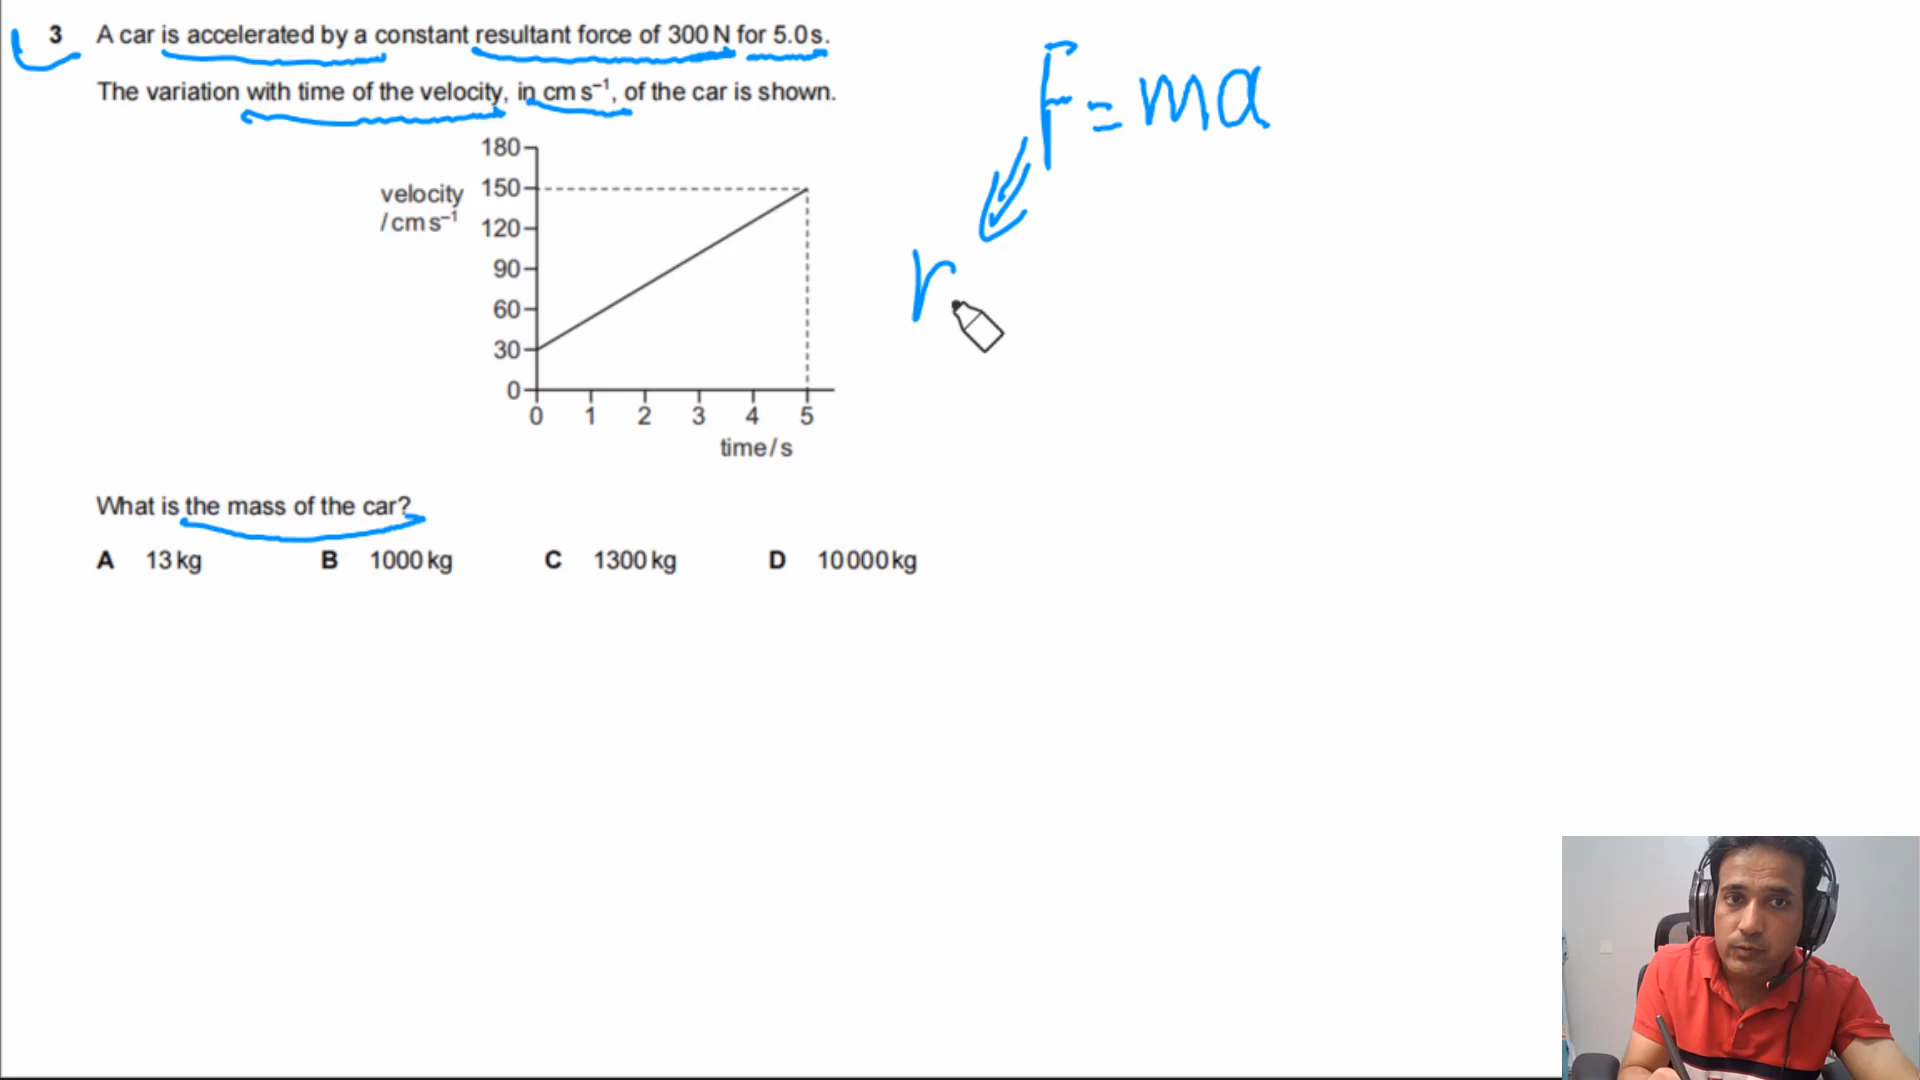 3 A car is accelerated by a constant resultant force of 300 N for 5.0 s.
The variation with time of the velocity, in cm s⁻¹, of the car is shown.
F = ma
180
velocity
/ cm s⁻¹
150
120
90
60
30
0
0 1 2 3 4 5
time / s
r
What is the mass of the car?
A 13 kg B 1000 kg C 1300 kg D 10 000 kg